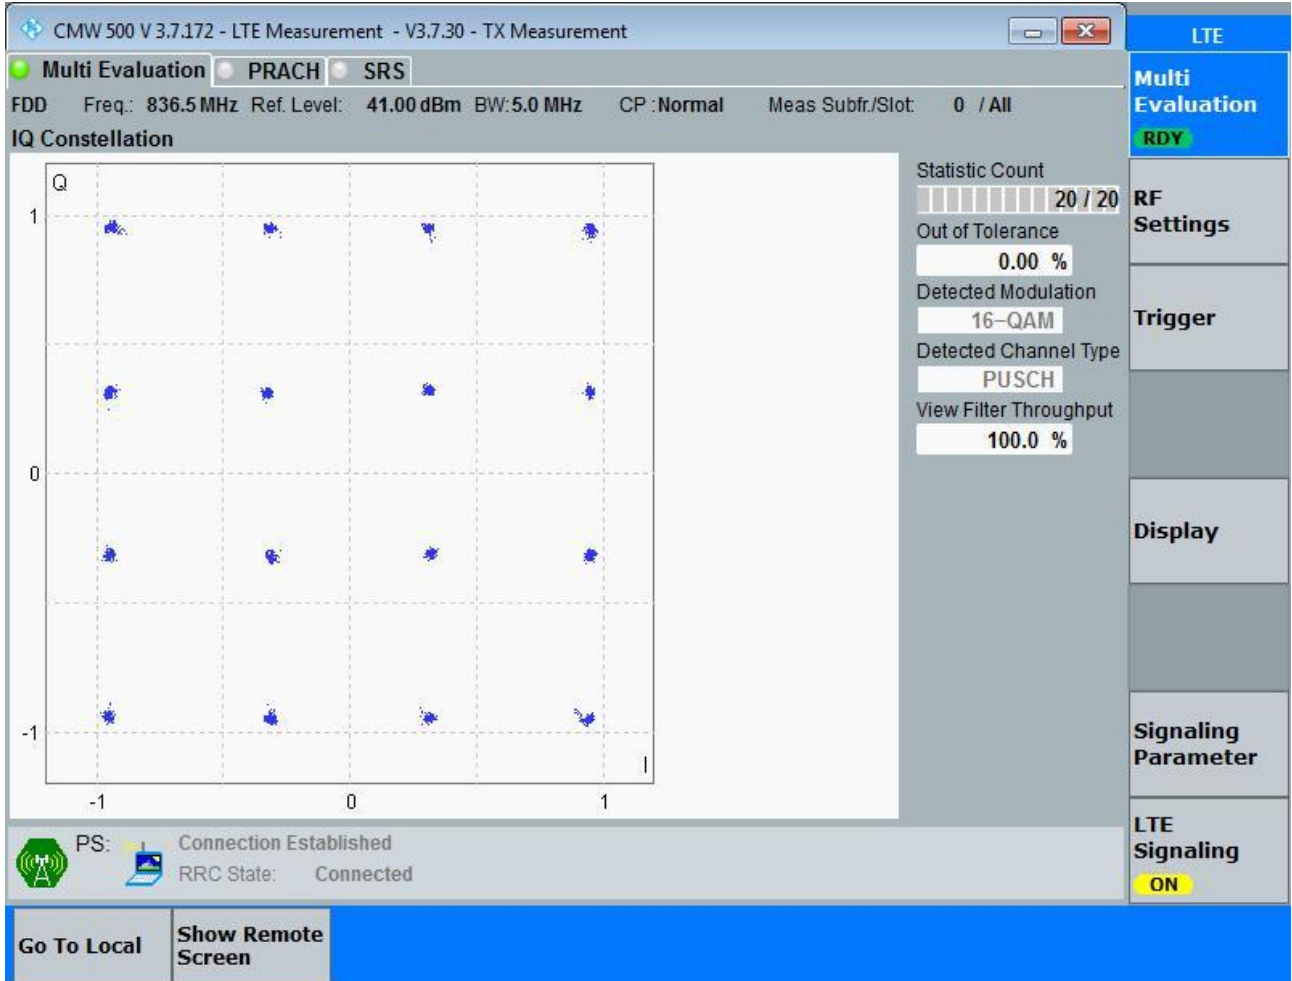 CMW 500 V 3.7.172 - LTE Measurement - V3.7.30 - TX Measurement
LTE
Multi Evaluation PRACH SRS
FDD Freq.: 836.5 MHz Ref. Level: 41.00 dBm BW: 5.0 MHz CP : Normal Meas Subfr./Slot: 0 / All
IQ Constellation
Q
1
0
-1
-1 0 1
I
Statistic Count
20 / 20
Out of Tolerance
0.00 %
Detected Modulation
16-QAM
Detected Channel Type
PUSCH
View Filter Throughput
100.0 %
Multi
Evaluation
RDY
RF
Settings
Trigger
Display
Signaling
Parameter
LTE
Signaling
ON
PS: Connection Established
RRC State: Connected
Go To Local
Show Remote
Screen